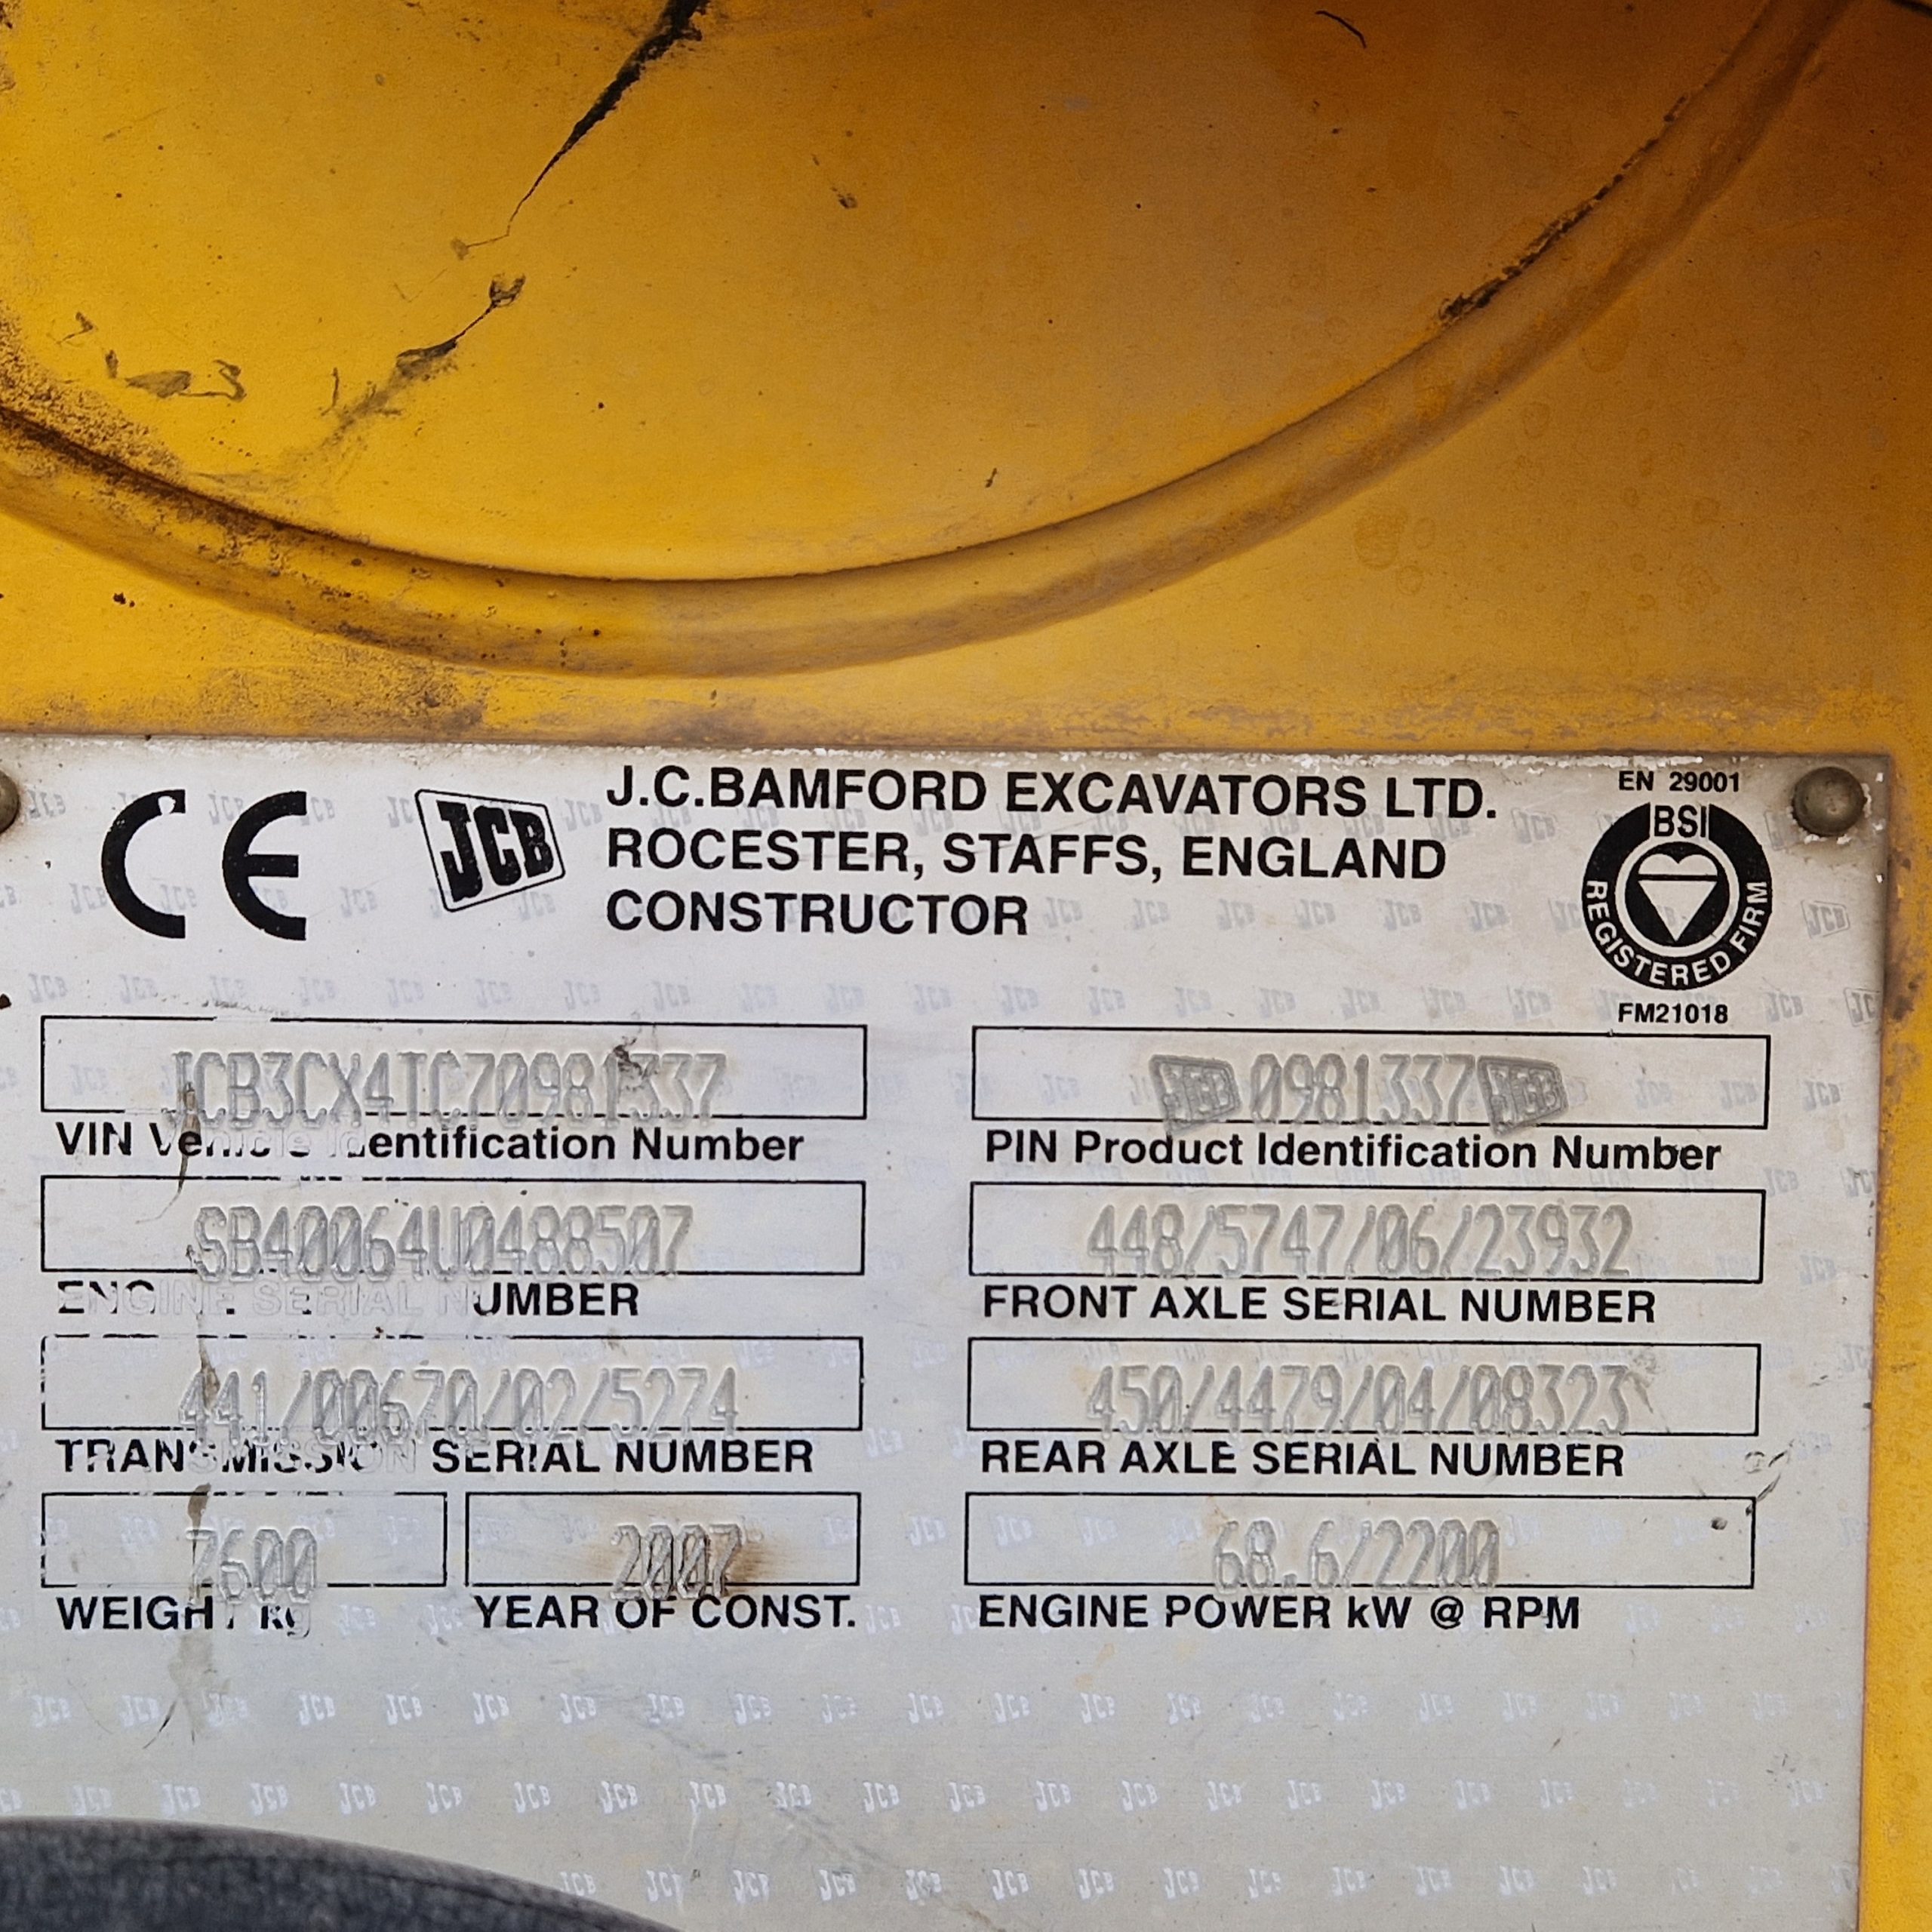 CE
JCB
J.C.BAMFORD EXCAVATORS LTD.
ROCESTER, STAFFS, ENGLAND
CONSTRUCTOR
EN 29001
BSI
REGISTERED FIRM
FM21018
JCB3CX4TC70981337
VIN Vehicle Identification Number
JCB 0981337 JCB
PIN Product Identification Number
SB40064U0488507
ENGINE SERIAL NUMBER
448/5747/06/23932
FRONT AXLE SERIAL NUMBER
441/00670/02/5274
TRANSMISSION SERIAL NUMBER
450/4479/04/08323
REAR AXLE SERIAL NUMBER
7600
WEIGHT kg
2007
YEAR OF CONST.
68.6/2200
ENGINE POWER kW @ RPM